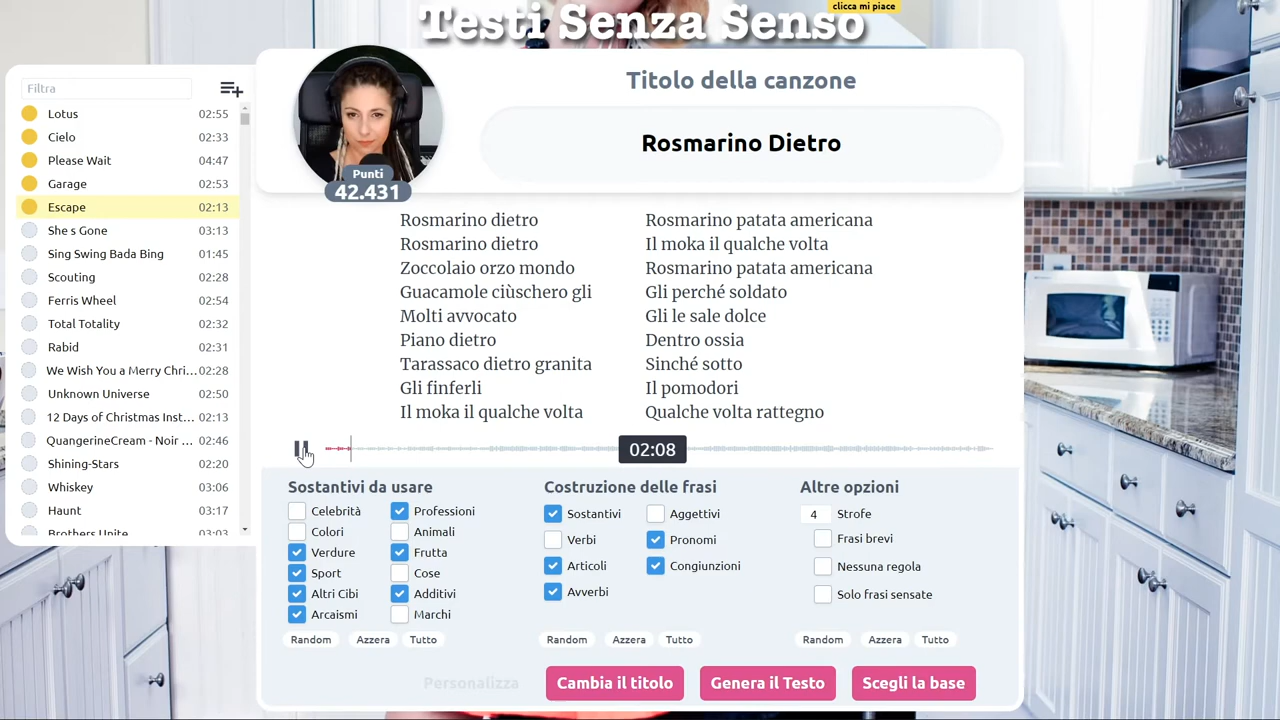 Testi Senza Senso
clicca mi piace
Filtra
Lotus 02:55
Cielo 02:33
Please Wait 04:47
Garage 02:53
Escape 02:13
She s Gone 03:13
Sing Swing Bada Bing 01:45
Scouting 02:28
Ferris Wheel 02:54
Total Totality 02:32
Rabid 02:31
We Wish You a Merry Chri... 02:28
Unknown Universe 02:50
12 Days of Christmas Inst... 02:13
QuangerineCream - Noir ... 02:46
Shining-Stars 02:20
Whiskey 03:06
Haunt 03:17
Brothers Unite 03:03
Punti
42.431
Titolo della canzone
Rosmarino Dietro
Rosmarino dietro
Rosmarino dietro
Zoccolaio orzo mondo
Guacamole ciùschero gli
Molti avvocato
Piano dietro
Tarassaco dietro granita
Gli finferli
Il moka il qualche volta
Rosmarino patata americana
Il moka il qualche volta
Rosmarino patata americana
Gli perché soldato
Gli le sale dolce
Dentro ossia
Sinché sotto
Il pomodori
Qualche volta rattegno
02:08
Sostantivi da usare
Celebrità Professioni
Colori Animali
Verdure Frutta
Sport Cose
Altri Cibi Additivi
Arcaismi Marchi
Random Azzera Tutto
Costruzione delle frasi
Sostantivi Aggettivi
Verbi Pronomi
Articoli Congiunzioni
Avverbi
Random Azzera Tutto
Altre opzioni
4 Strofe
Frasi brevi
Nessuna regola
Solo frasi sensate
Random Azzera Tutto
Personalizza Cambia il titolo Genera il Testo Scegli la base